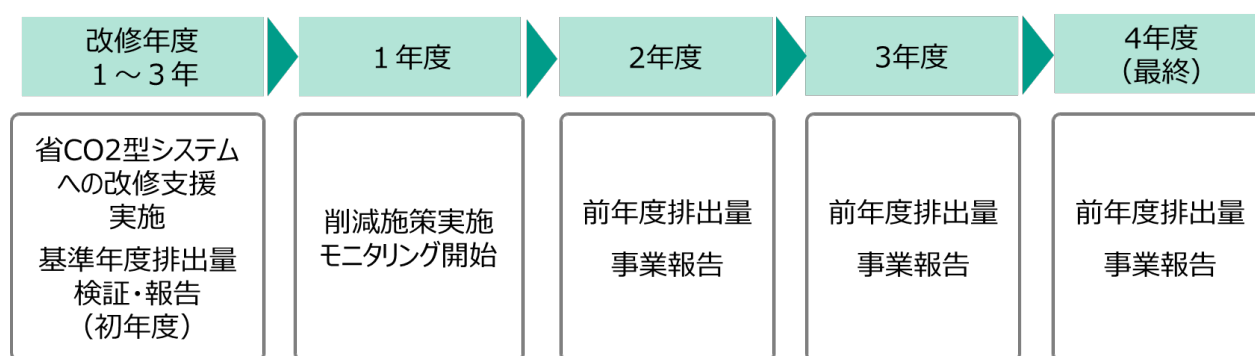 改修年度
１～３年
１年度
2年度
3年度
4年度
（最終）
省CO2型システム
への改修支援
実施
基準年度排出量
検証・報告
（初年度）
削減施策実施
モニタリング開始
前年度排出量
事業報告
前年度排出量
事業報告
前年度排出量
事業報告